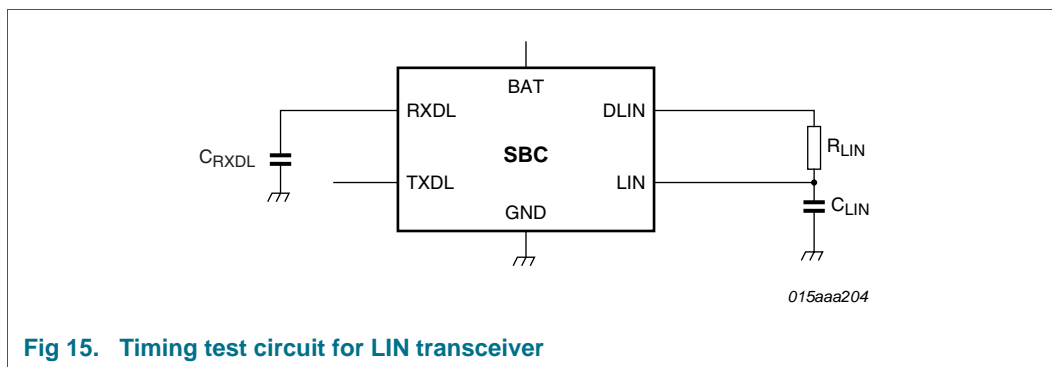 BAT
RXDL
DLIN
SBC
R_LIN
C_RXDL
TXDL
LIN
C_LIN
GND
015aaa204
Fig 15. Timing test circuit for LIN transceiver